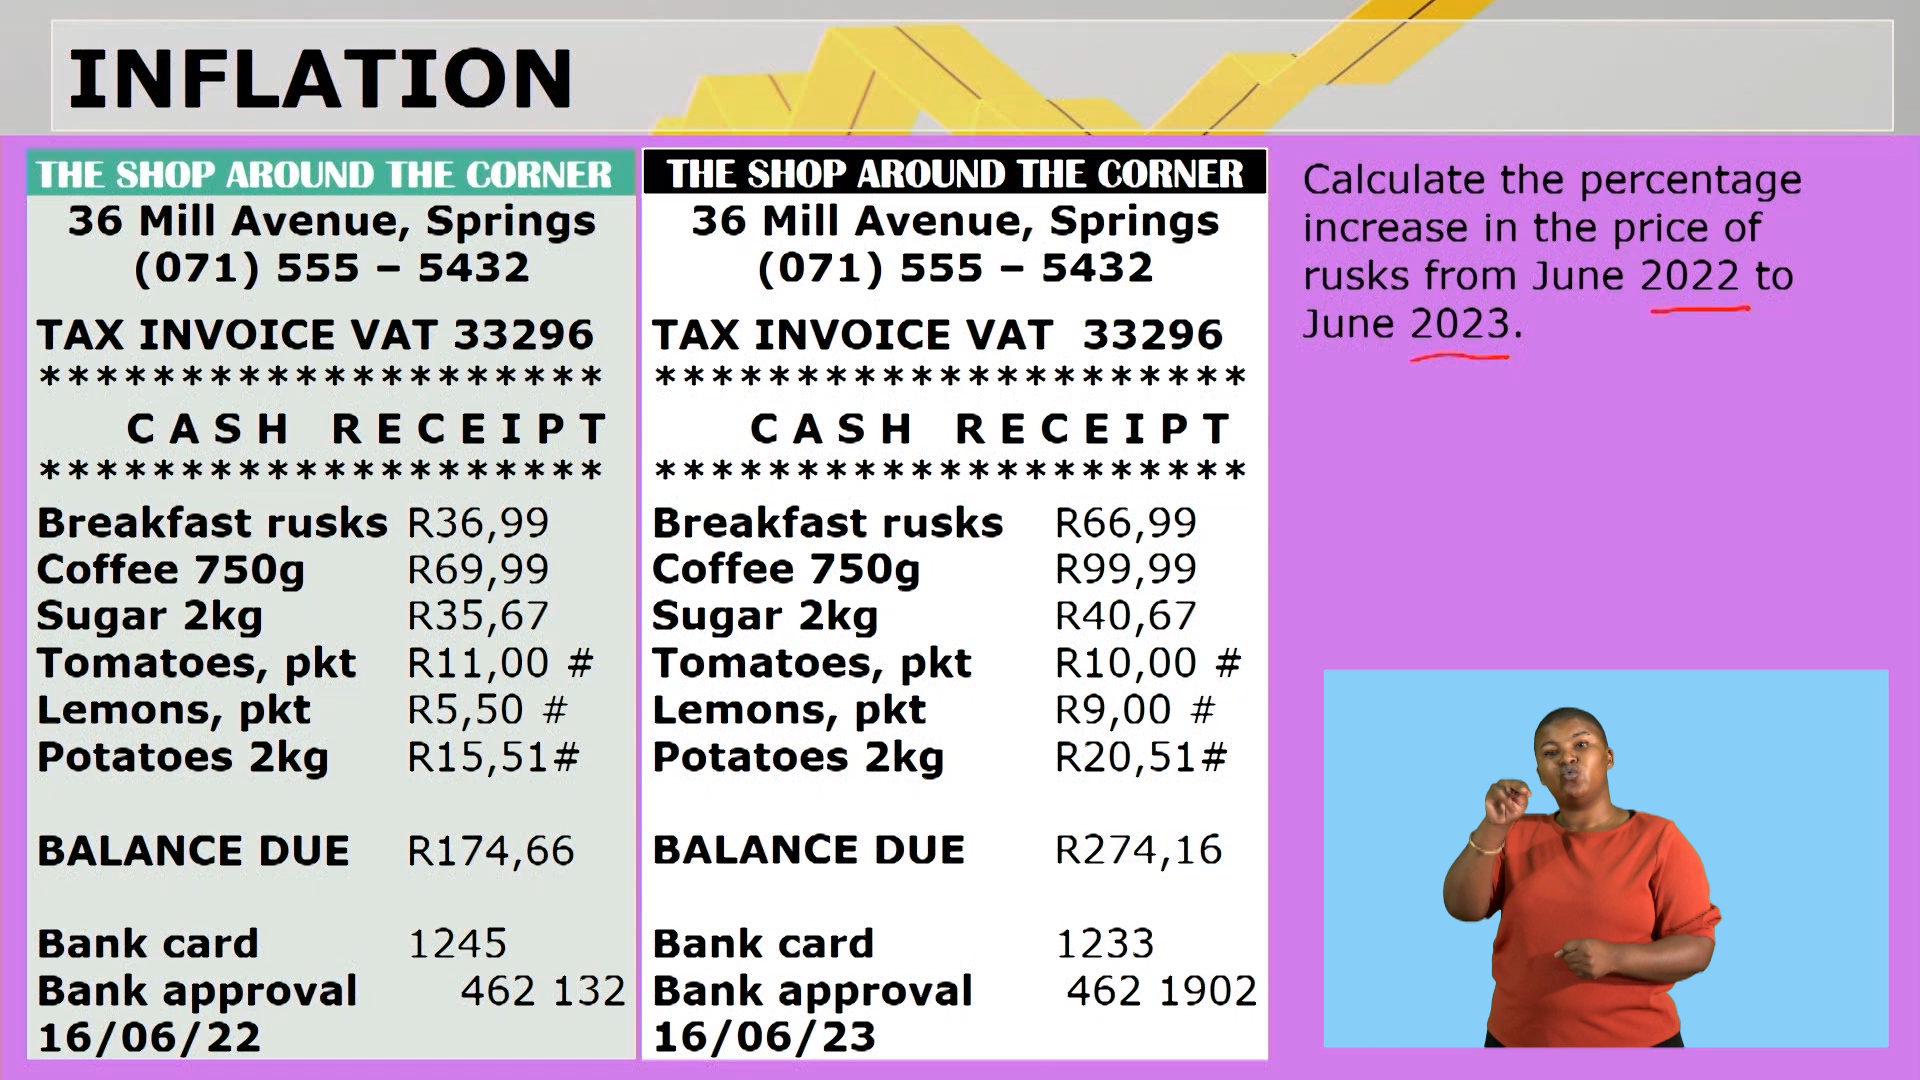 INFLATION
THE SHOP AROUND THE CORNER
36 Mill Avenue, Springs
(071) 555 – 5432
TAX INVOICE VAT 33296
********************
CASH RECEIPT
********************
Breakfast rusks R36,99
Coffee 750g R69,99
Sugar 2kg R35,67
Tomatoes, pkt R11,00 #
Lemons, pkt R5,50 #
Potatoes 2kg R15,51#
BALANCE DUE R174,66
Bank card 1245
Bank approval 462 132
16/06/22
THE SHOP AROUND THE CORNER
36 Mill Avenue, Springs
(071) 555 – 5432
TAX INVOICE VAT 33296
*********************
CASH RECEIPT
*********************
Breakfast rusks R66,99
Coffee 750g R99,99
Sugar 2kg R40,67
Tomatoes, pkt R10,00 #
Lemons, pkt R9,00 #
Potatoes 2kg R20,51#
BALANCE DUE R274,16
Bank card 1233
Bank approval 462 1902
16/06/23
Calculate the percentage
increase in the price of
rusks from June 2022 to
June 2023.